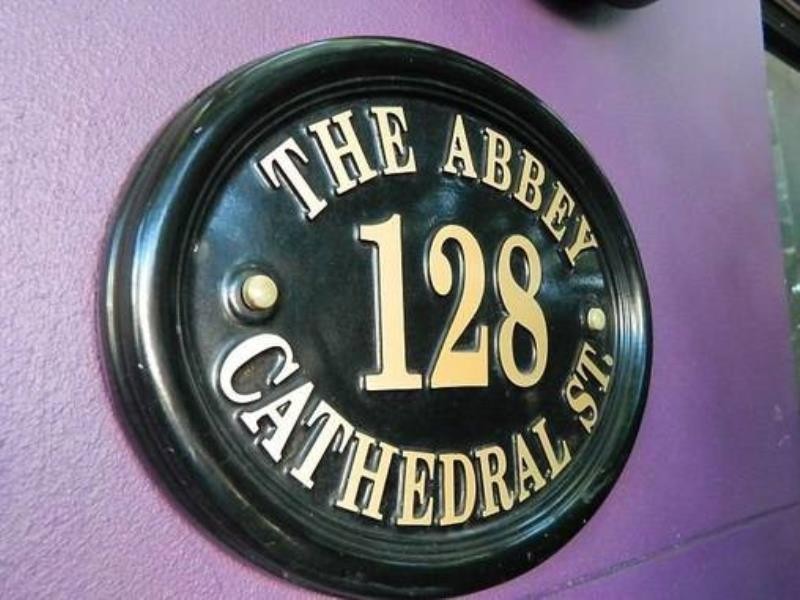 THE ABBEY
128
CATHEDRAL ST.